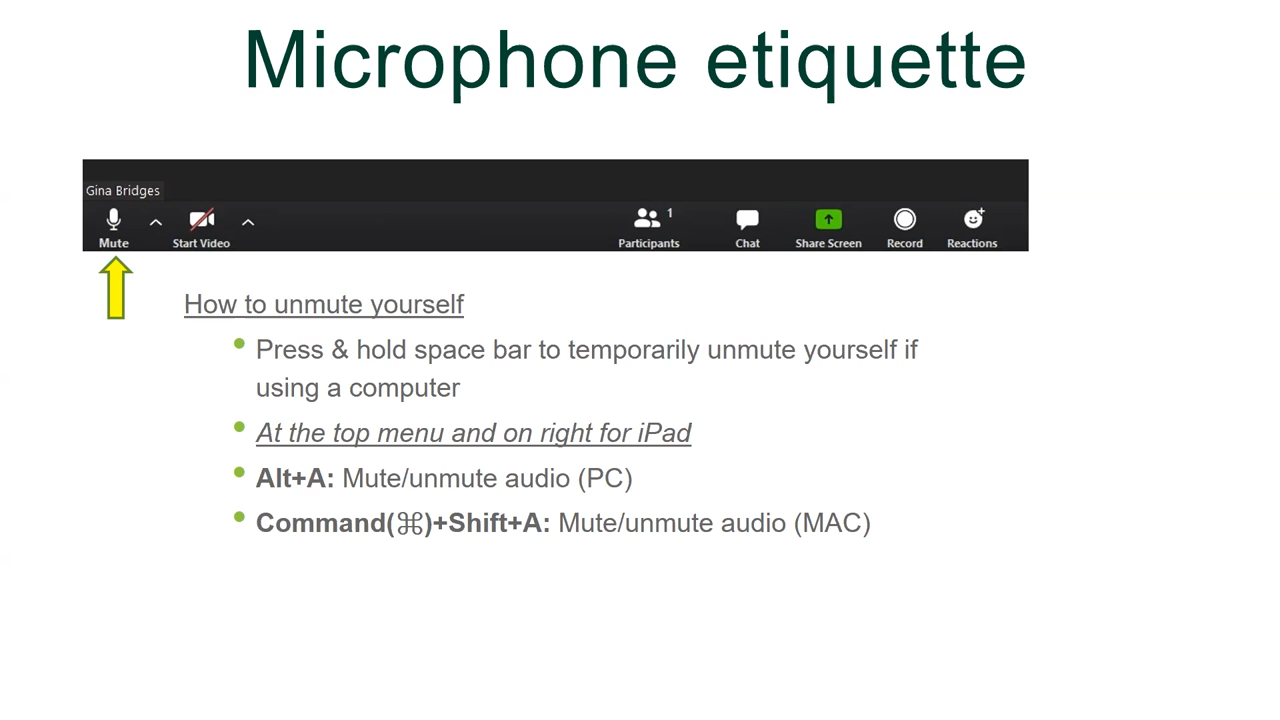 Microphone etiquette
Gina Bridges
1
Mute
Start Video
Participants
Chat
Share Screen
Record
Reactions
How to unmute yourself
Press & hold space bar to temporarily unmute yourself if
using a computer
At the top menu and on right for iPad
Alt+A: Mute/unmute audio (PC)
Command(⌘)+Shift+A: Mute/unmute audio (MAC)